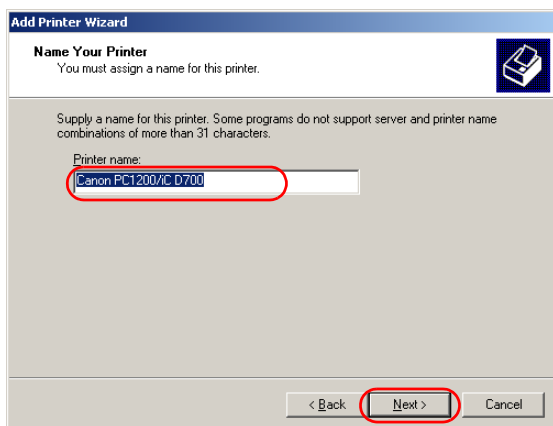 Add Printer Wizard
Name Your Printer
You must assign a name for this printer.
Supply a name for this printer. Some programs do not support server and printer name
combinations of more than 31 characters.
Printer name:
Canon PC1200/iC D700
< Back
Next >
Cancel